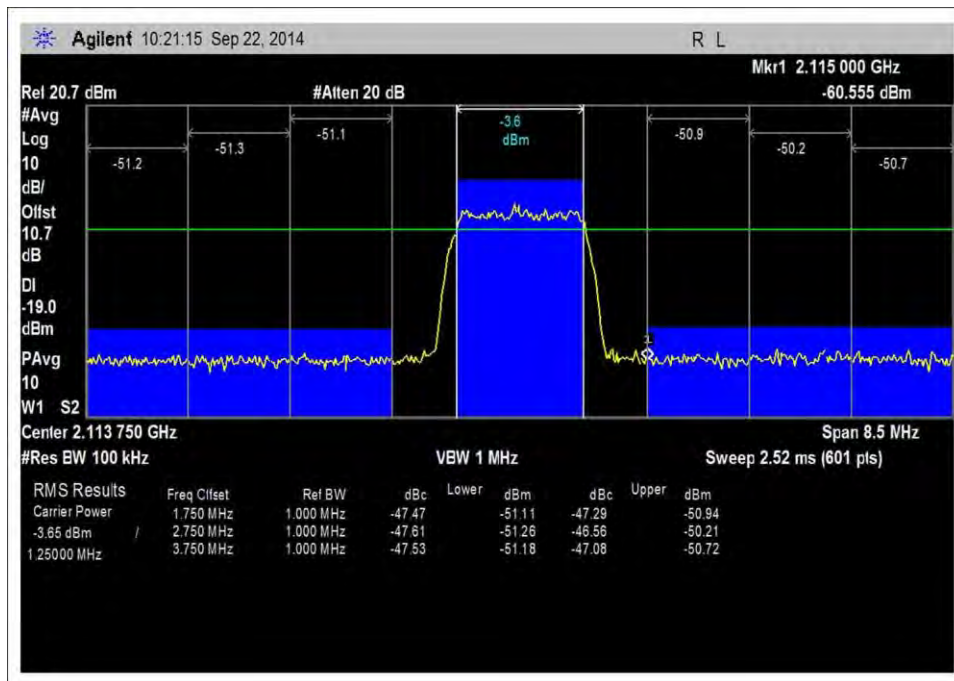 Agilent 10:21:15 Sep 22, 2014 R L
Mkr1 2.115 000 GHz
Ref 20.7 dBm #Atten 20 dB -60.555 dBm
#Avg
Log
10
dB/
Offst
10.7
dB
DI
-19.0
dBm
PAvg
10
W1 S2
-51.2 -51.3 -51.1 -3.6 dBm -50.9 -50.2 -50.7
1
Center 2.113 750 GHz Span 8.5 MHz
#Res BW 100 kHz VBW 1 MHz Sweep 2.52 ms (601 pts)
RMS Results Freq Offset Ref BW dBc Lower dBm dBc Upper dBm
Carrier Power 1.750 MHz 1.000 MHz -47.47 -51.11 -47.29 -50.94
-3.65 dBm / 2.750 MHz 1.000 MHz -47.61 -51.26 -46.56 -50.21
1.25000 MHz 3.750 MHz 1.000 MHz -47.53 -51.18 -47.08 -50.72